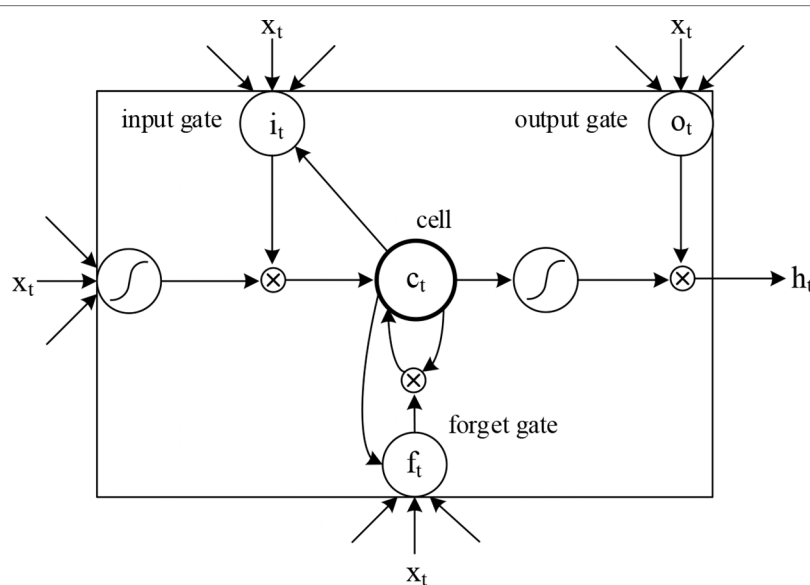 xₜ
xₜ
input gate
iₜ
output gate
oₜ
cell
xₜ
cₜ
hₜ
forget gate
fₜ
xₜ